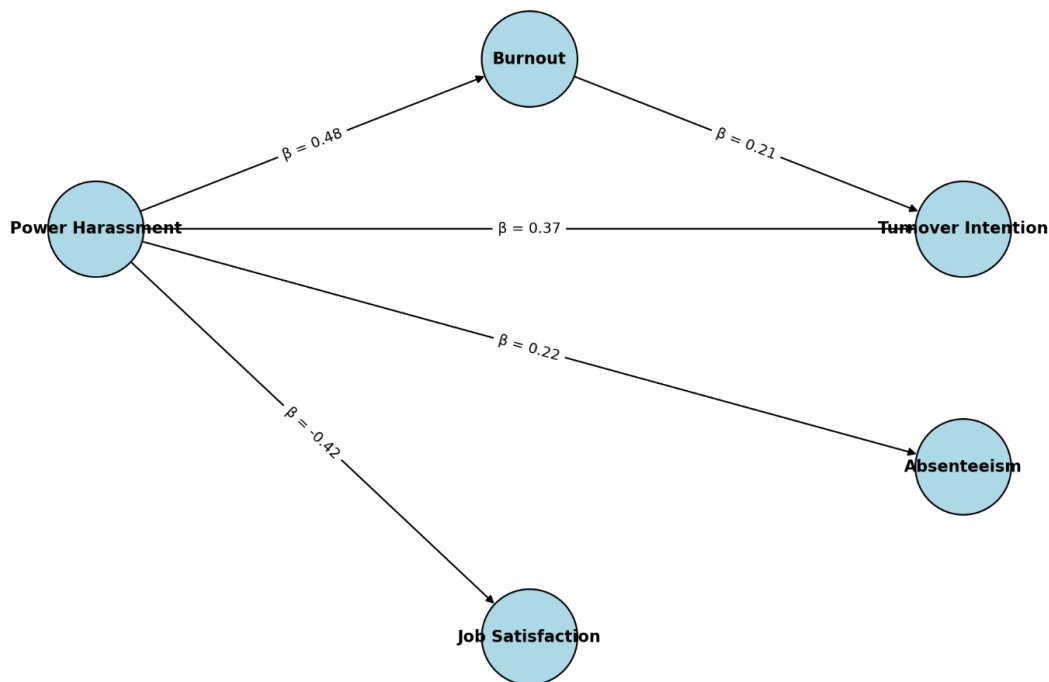 Burnout
β = 0.48
β = 0.21
Power Harassment
β = 0.37
Turnover Intention
β = 0.22
β = -0.42
Absenteeism
Job Satisfaction